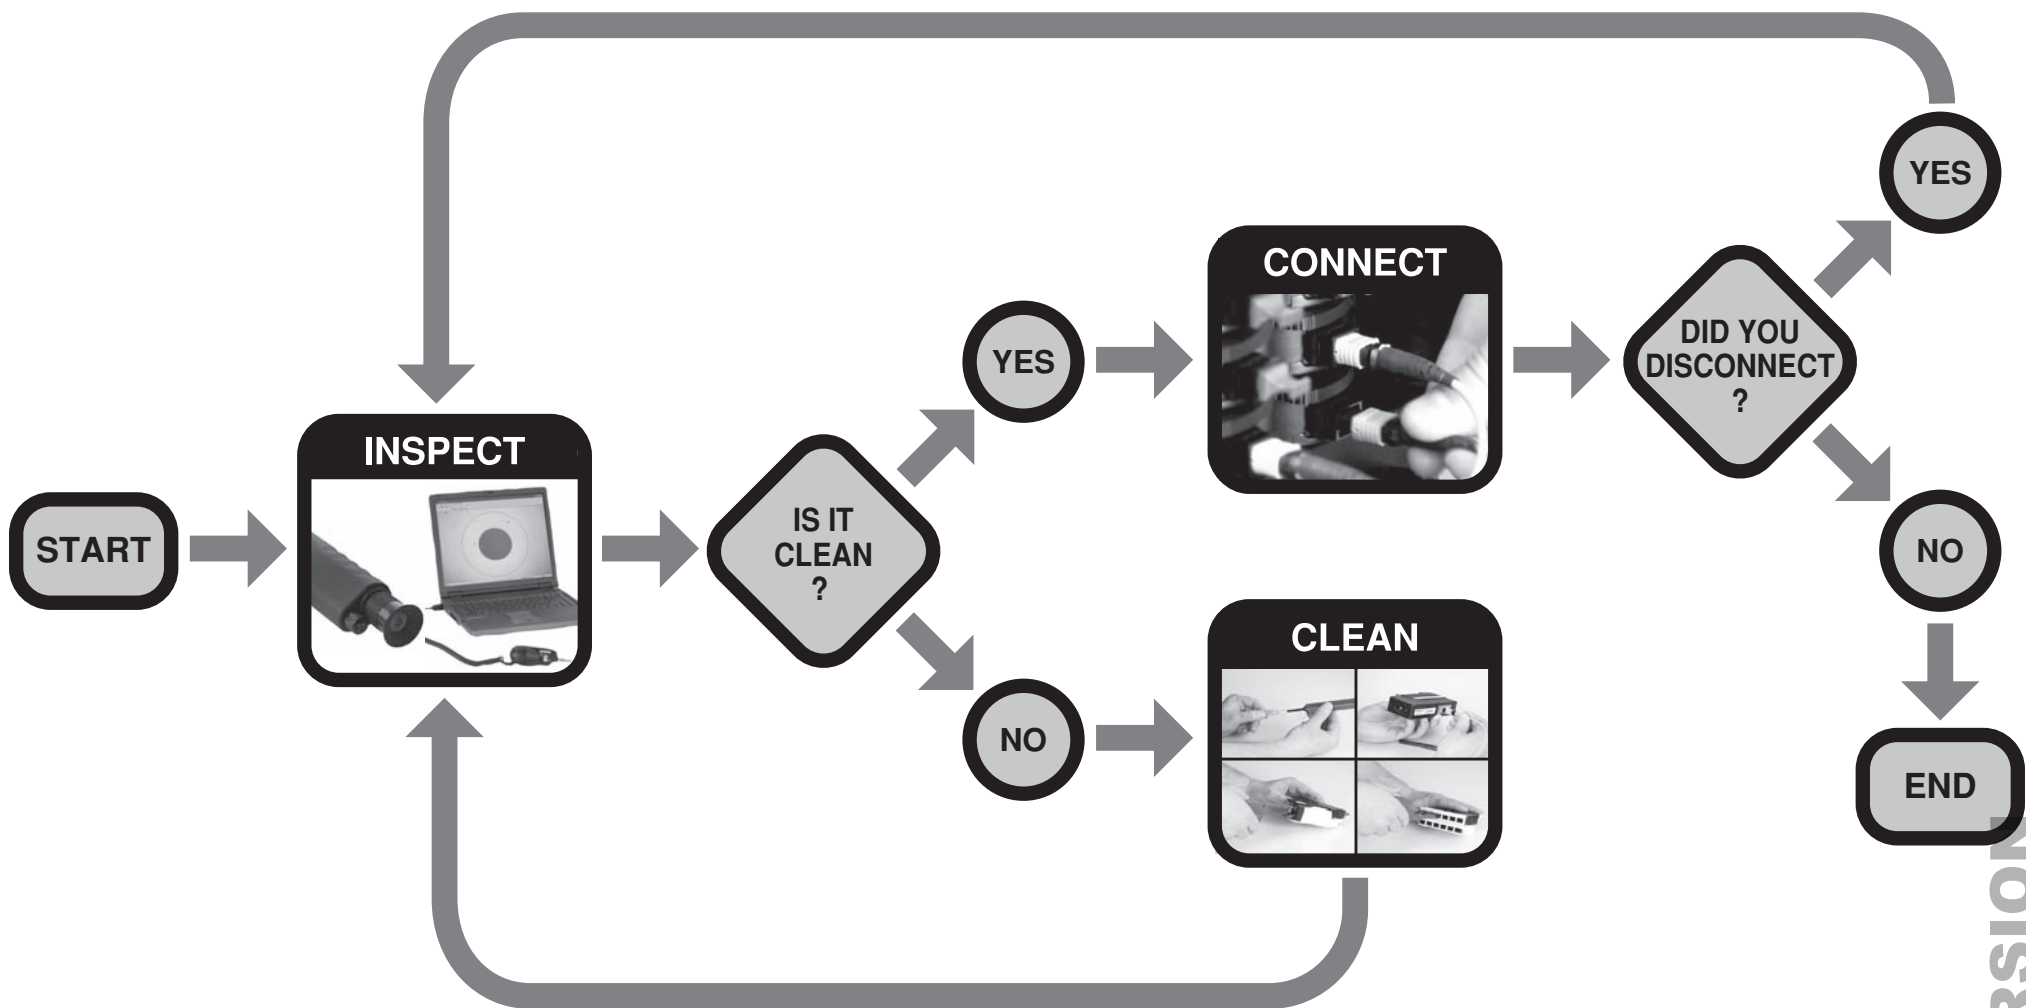 START
INSPECT
IS IT
CLEAN
?
YES
NO
CONNECT
CLEAN
DID YOU
DISCONNECT
?
YES
NO
END